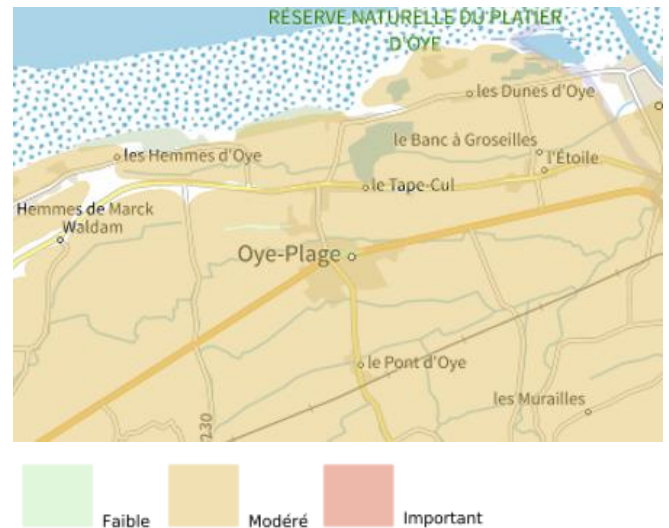 RÉSERVE NATURELLE DU PLATIER
D'OYE
les Dunes d'Oye
le Banc à Groseilles
les Hemmes d'Oye
l'Étoile
le Tape-Cul
Hemmes de Marck
Waldam
Oye-Plage
le Pont d'Oye
les Murailles
Faible
Modéré
Important